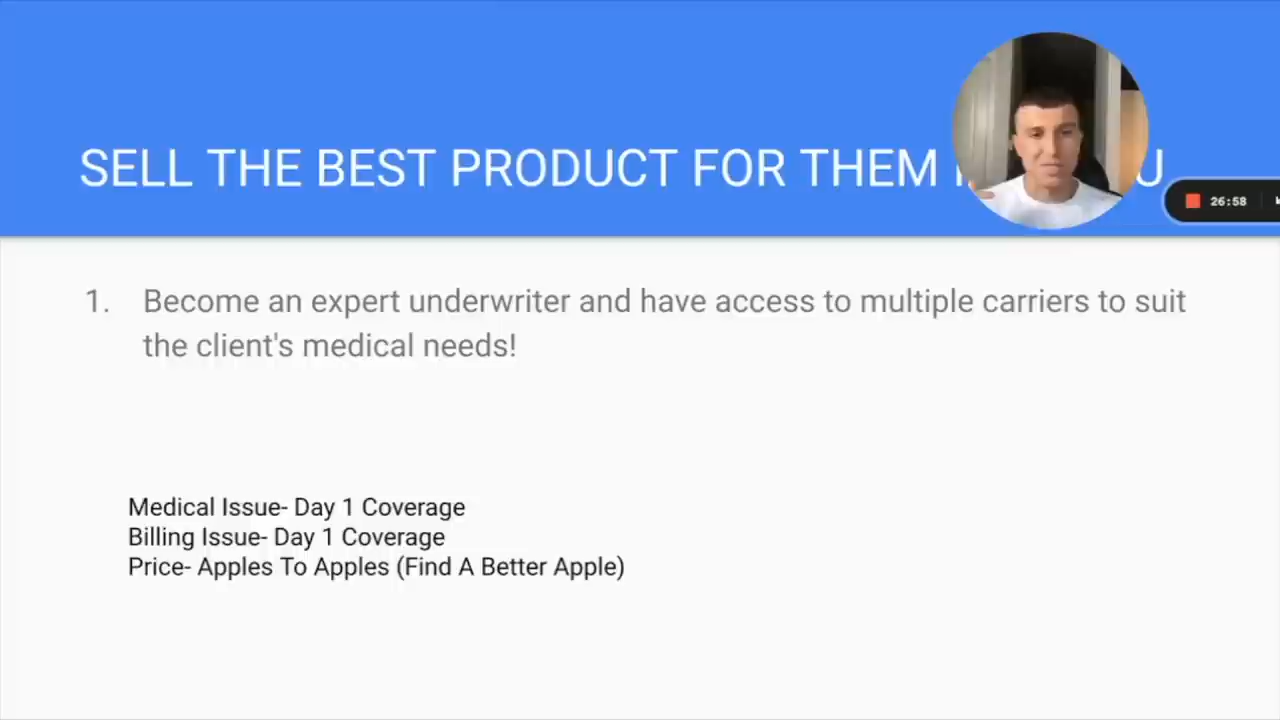 SELL THE BEST PRODUCT FOR THEM
26:58
1. Become an expert underwriter and have access to multiple carriers to suit
the client's medical needs!
Medical Issue- Day 1 Coverage
Billing Issue- Day 1 Coverage
Price- Apples To Apples (Find A Better Apple)